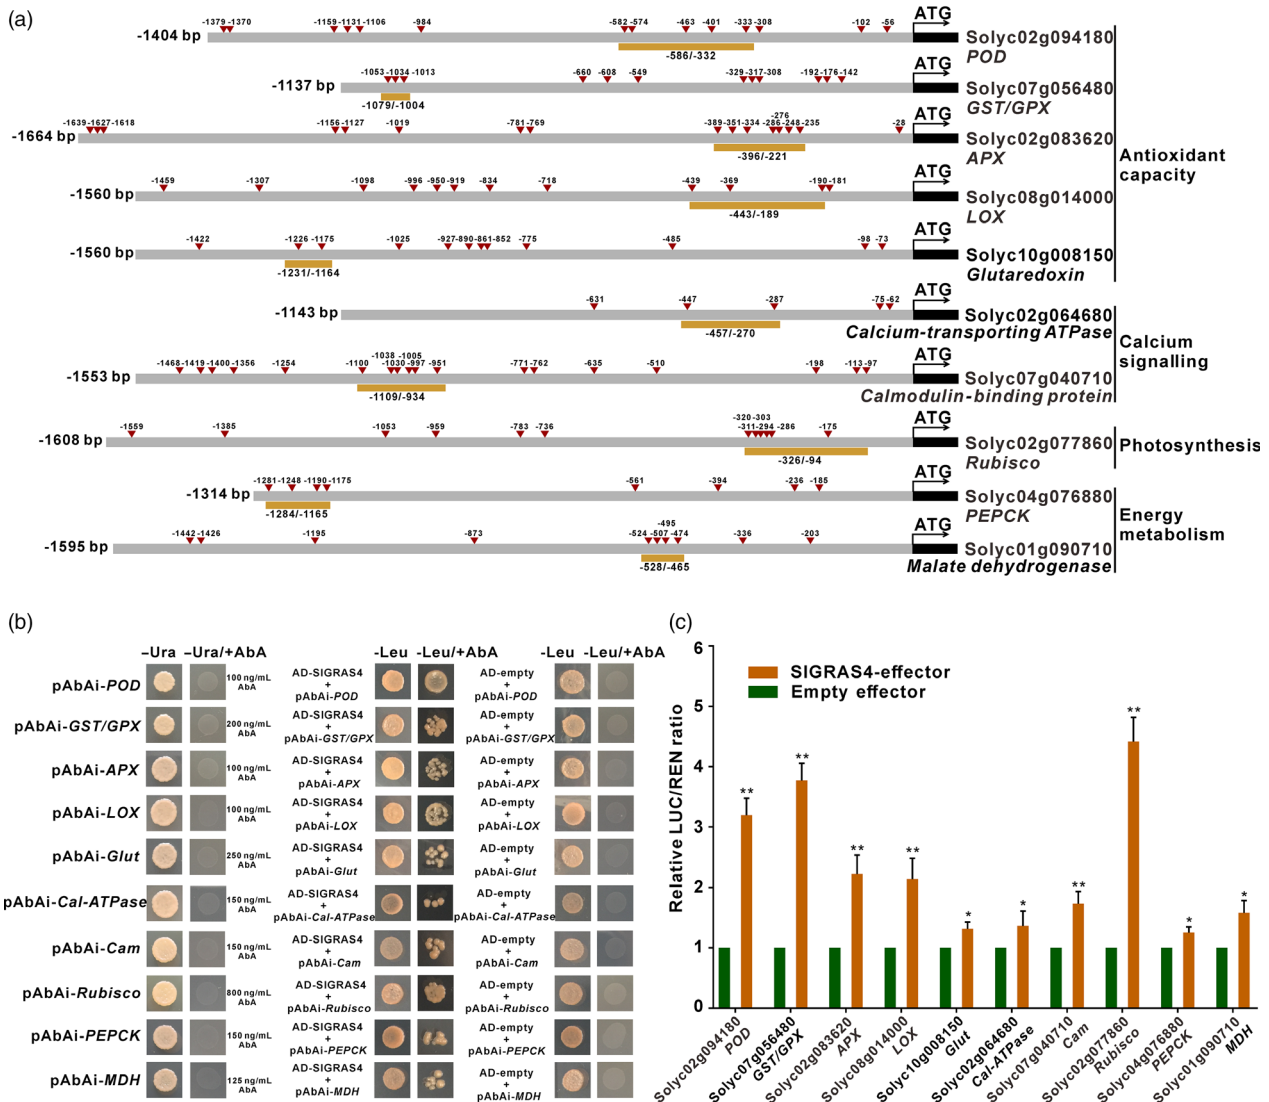 (a)
-1379 -1370 -1159 -1131 -1106 -984 -582 -574 -463 -401 -333 -308 -102 -56
ATG
-1404 bp
Solyc02g094180
POD
-586/-332
-1053 -1034 -1013 -660 -608 -549 -329 -317 -308 -192 -176 -142
ATG
-1137 bp
Solyc07g056480
GST/GPX
-1079/-1004
-1639 -1627 -1618 -1156 -1127 -1019 -781 -769 -389 -351 -334 -286 -276 -248 -235 -28
ATG
-1664 bp
Solyc02g083620
APX
-396/-221
Antioxidant
capacity
-1459 -1307 -1098 -996 -950 -919 -834 -718 -439 -369 -190 -181
ATG
-1560 bp
Solyc08g014000
LOX
-443/-189
-1422 -1226 -1175 -1025 -927 -890 -861 -852 -775 -485 -98 -73
ATG
-1560 bp
Solyc10g008150
Glutaredoxin
-1231/-1164
-631 -447 -287 -75 -62
ATG
-1143 bp
Solyc02g064680
Calcium-transporting ATPase
-457/-270
Calcium
signalling
-1468 -1419 -1400 -1356 -1254 -1100 -1038 -1030 -1005 -997 -951 -771 -762 -635 -510 -198 -113 -97
ATG
-1553 bp
Solyc07g040710
Calmodulin-binding protein
-1109/-934
-1559 -1385 -1053 -959 -783 -736 -320 -311 -303 -294 -286 -175
ATG
-1608 bp
Solyc02g077860
Rubisco
-326/-94
Photosynthesis
-1281 -1248 -1190 -1175 -561 -394 -236 -185
ATG
-1314 bp
Solyc04g076880
PEPCK
-1284/-1165
Energy
metabolism
-1442 -1426 -1195 -873 -524 -507 -495 -474 -336 -203
ATG
-1595 bp
Solyc01g090710
Malate dehydrogenase
-528/-465
(b)
–Ura –Ura/+AbA -Leu -Leu/+AbA -Leu -Leu/+AbA
pAbAi-POD
100 ng/mL
AbA
AD-SlGRAS4
+
pAbAi-POD
AD-empty
+
pAbAi-POD
pAbAi-GST/GPX
200 ng/mL
AbA
AD-SlGRAS4
+
pAbAi-GST/GPX
AD-empty
+
pAbAi-GST/GPX
pAbAi-APX
100 ng/mL
AbA
AD-SlGRAS4
+
pAbAi-APX
AD-empty
+
pAbAi-APX
pAbAi-LOX
100 ng/mL
AbA
AD-SlGRAS4
+
pAbAi-LOX
AD-empty
+
pAbAi-LOX
pAbAi-Glut
250 ng/mL
AbA
AD-SlGRAS4
+
pAbAi-Glut
AD-empty
+
pAbAi-Glut
pAbAi-Cal-ATPase
150 ng/mL
AbA
AD-SlGRAS4
+
pAbAi-Cal-ATPase
AD-empty
+
pAbAi-Cal-ATPase
pAbAi-Cam
150 ng/mL
AbA
AD-SlGRAS4
+
pAbAi-Cam
AD-empty
+
pAbAi-Cam
pAbAi-Rubisco
800 ng/mL
AbA
AD-SlGRAS4
+
pAbAi-Rubisco
AD-empty
+
pAbAi-Rubisco
pAbAi-PEPCK
150 ng/mL
AbA
AD-SlGRAS4
+
pAbAi-PEPCK
AD-empty
+
pAbAi-PEPCK
pAbAi-MDH
125 ng/mL
AbA
AD-SlGRAS4
+
pAbAi-MDH
AD-empty
+
pAbAi-MDH
(c)
Relative LUC/REN ratio
6
5
4
3
2
1
0
SlGRAS4-effector
Empty effector
** ** ** ** * * ** ** * *
Solyc02g094180
POD
Solyc07g056480
GST/GPX
Solyc02g083620
APX
Solyc08g014000
LOX
Solyc10g008150
Glut
Solyc02g064680
Cal-ATPase
Solyc07g040710
Cam
Solyc02g077860
Rubisco
Solyc04g076880
PEPCK
Solyc01g090710
MDH